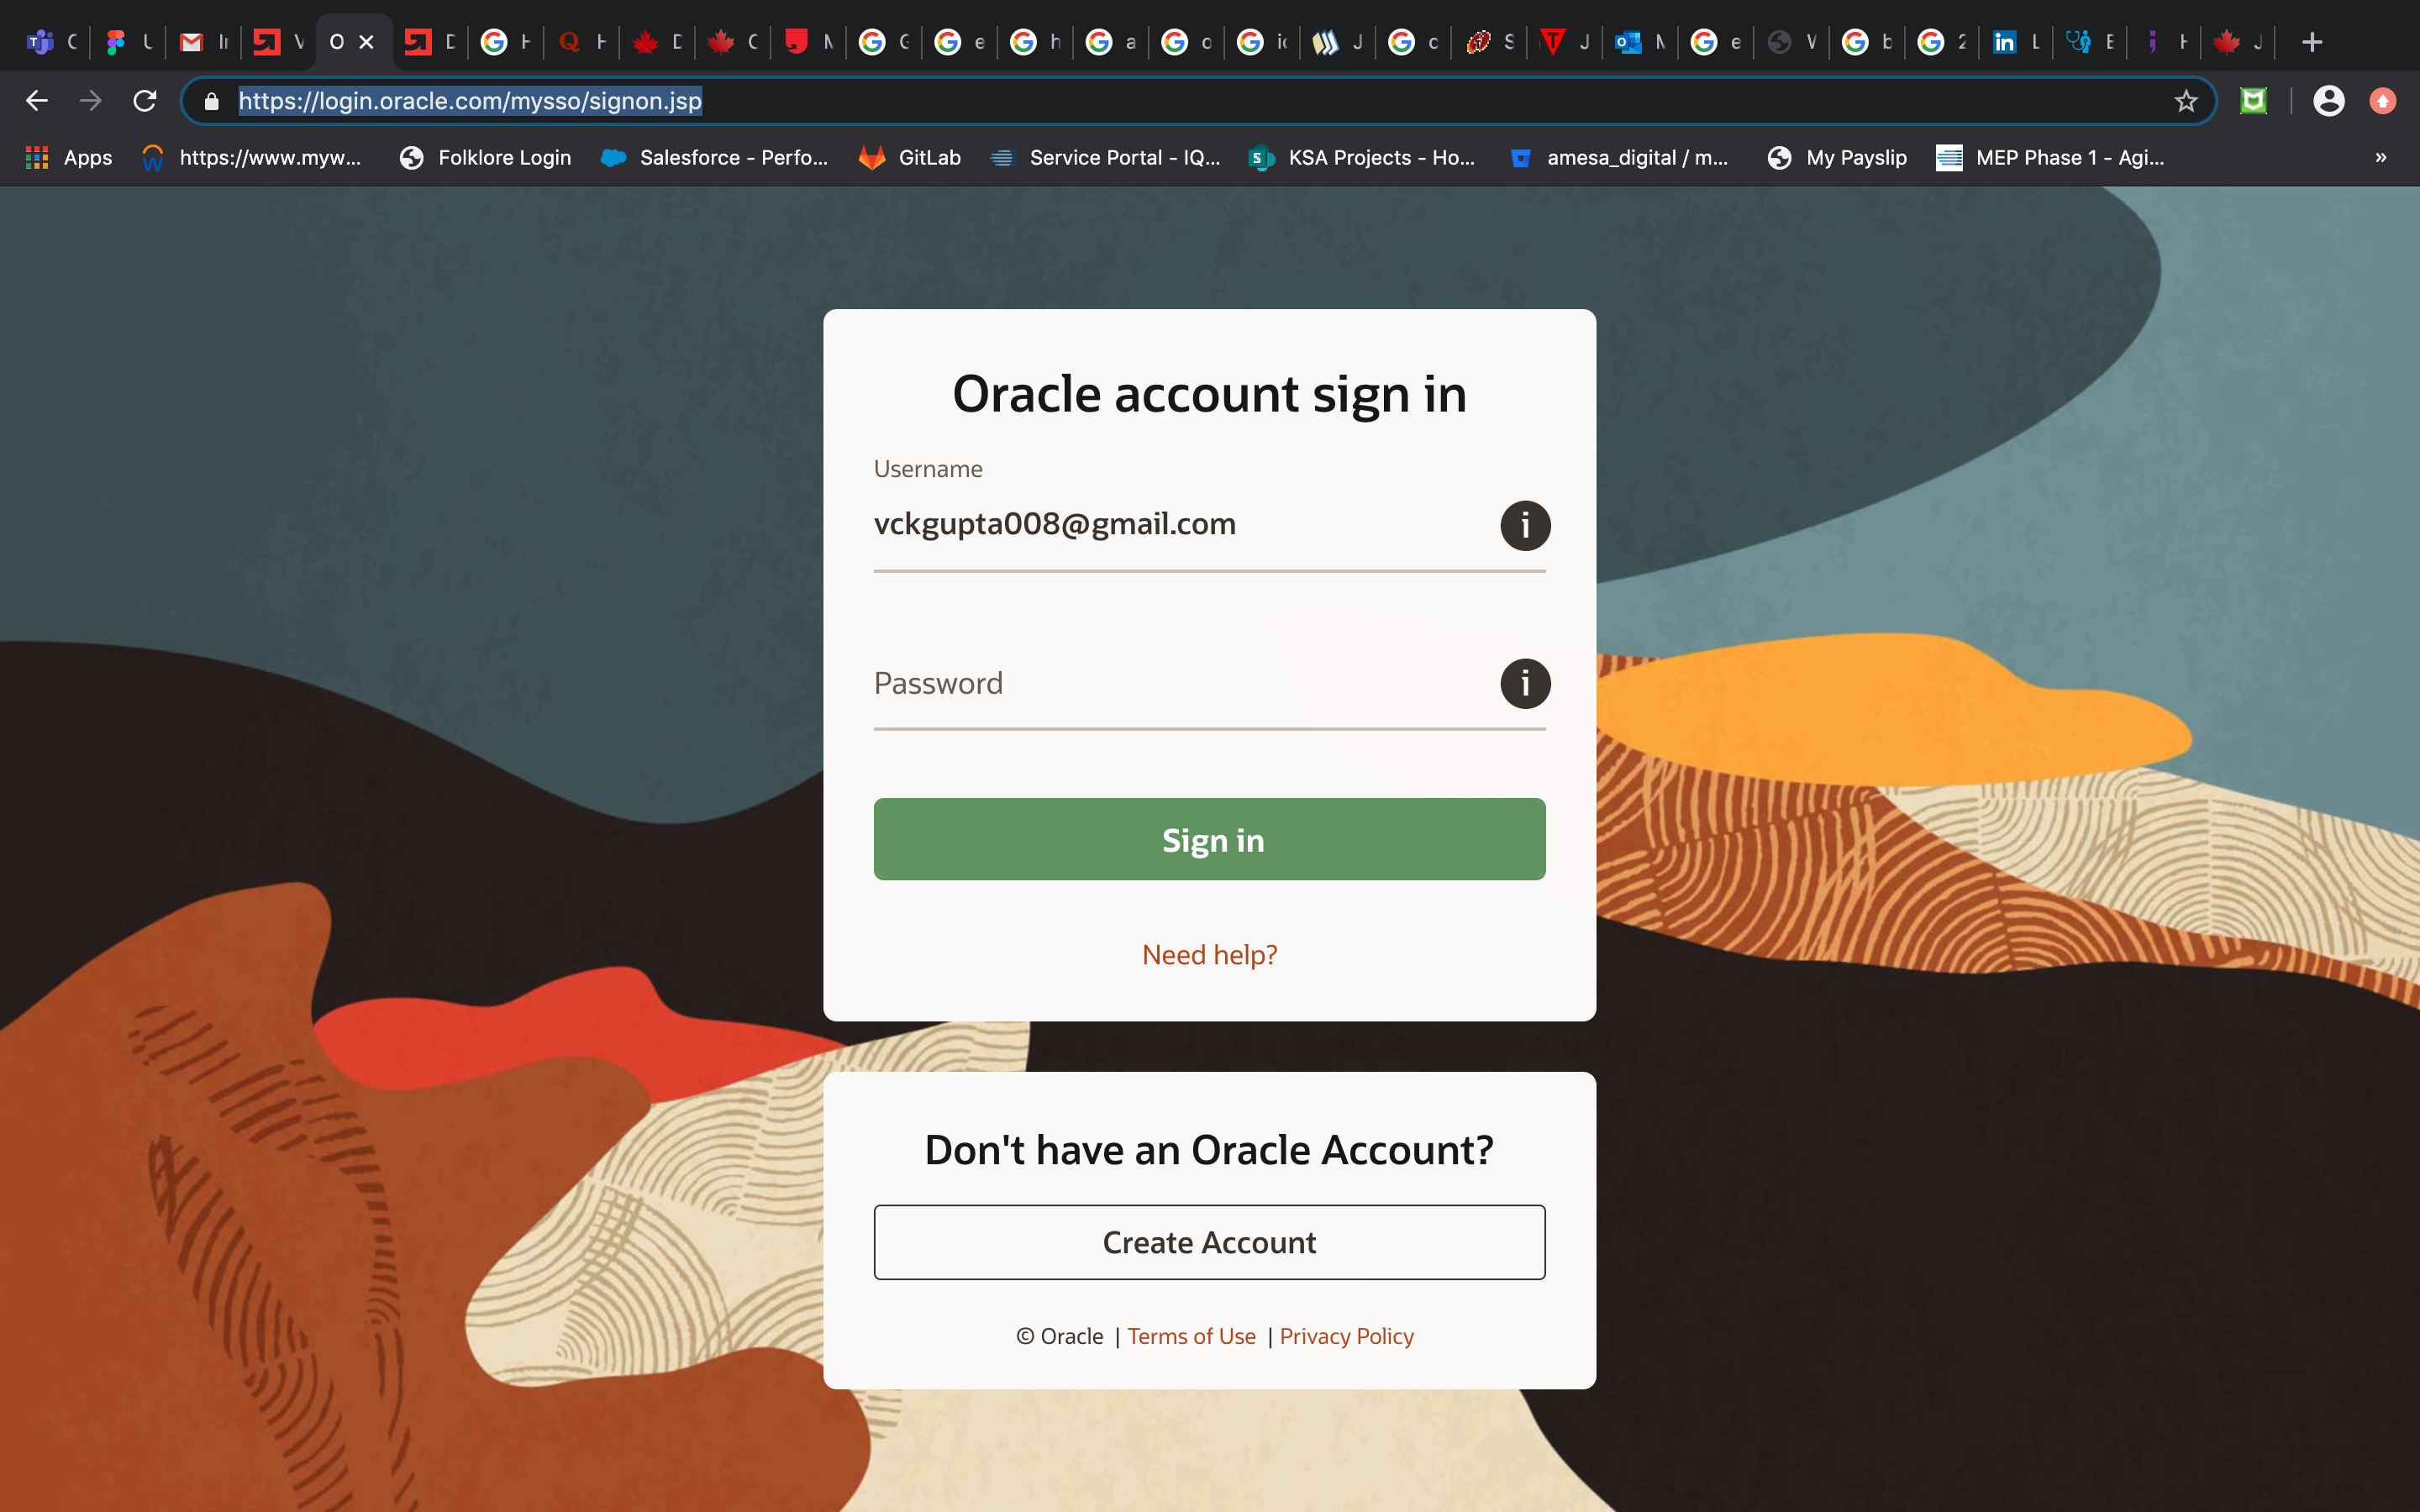 https://login.oracle.com/mysso/signon.jsp
Apps https://www.myw... Folklore Login Salesforce - Perfo... GitLab Service Portal - IQ... KSA Projects - Ho... amesa_digital / m... My Payslip MEP Phase 1 - Agi... »
Oracle account sign in
Username
vckgupta008@gmail.com
Password
Sign in
Need help?
Don't have an Oracle Account?
Create Account
© Oracle | Terms of Use | Privacy Policy